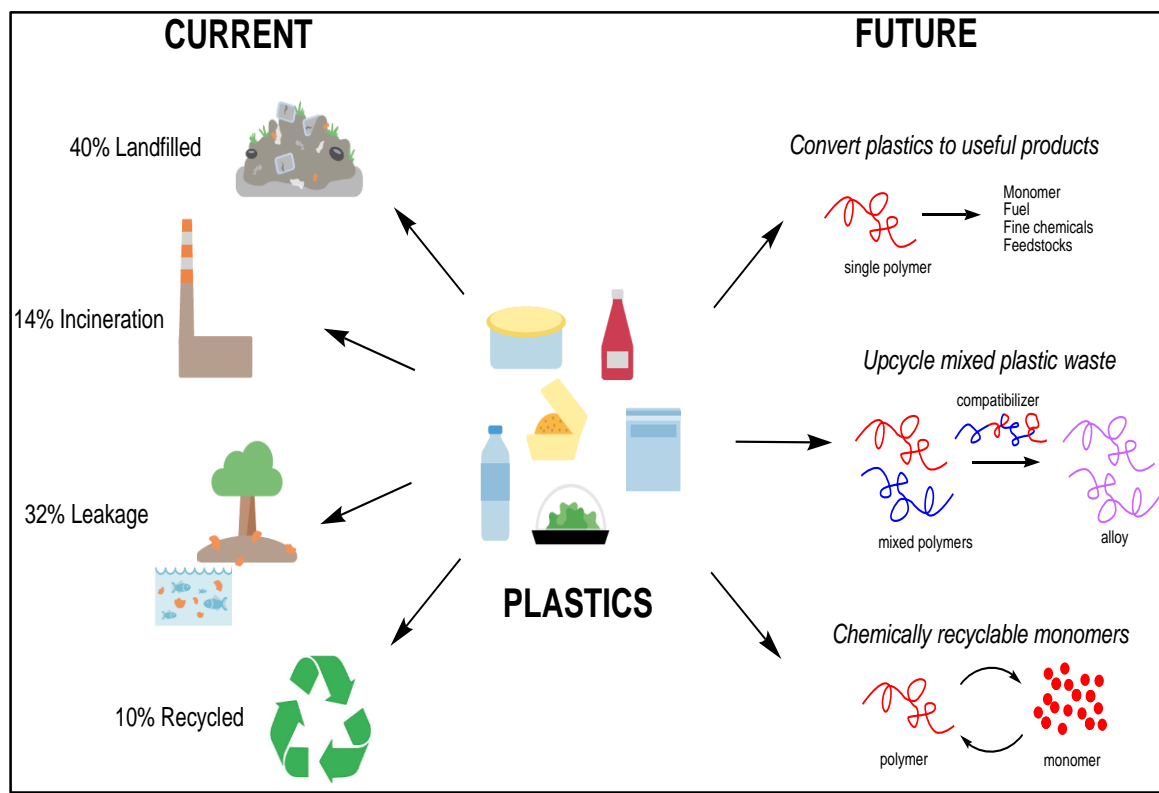 CURRENT
FUTURE
40% Landfilled
14% Incineration
32% Leakage
10% Recycled
PLASTICS
Convert plastics to useful products
single polymer
Monomer
Fuel
Fine chemicals
Feedstocks
Upcycle mixed plastic waste
compatibilizer
mixed polymers
alloy
Chemically recyclable monomers
polymer
monomer